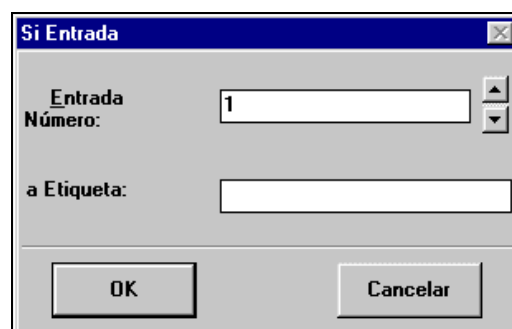 Si Entrada
Entrada
Número:
1
a Etiqueta:
OK
Cancelar